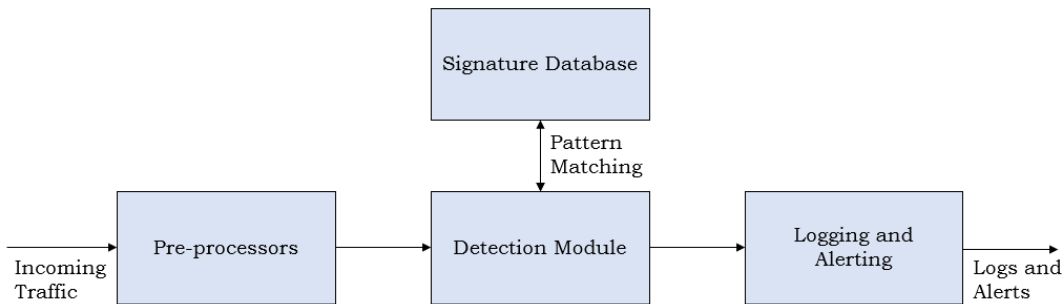 Signature Database
Pattern
Matching
Pre-processors
Detection Module
Logging and
Alerting
Incoming
Traffic
Logs and
Alerts